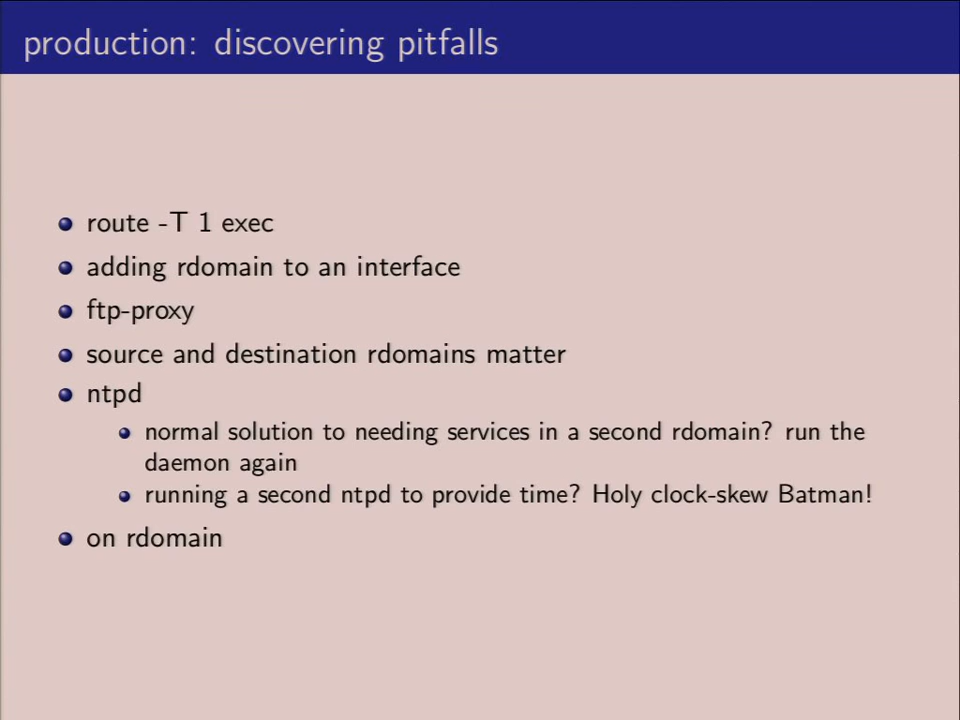 production: discovering pitfalls
route -T 1 exec
adding rdomain to an interface
ftp-proxy
source and destination rdomains matter
ntpd
normal solution to needing services in a second rdomain? run the
daemon again
running a second ntpd to provide time? Holy clock-skew Batman!
on rdomain